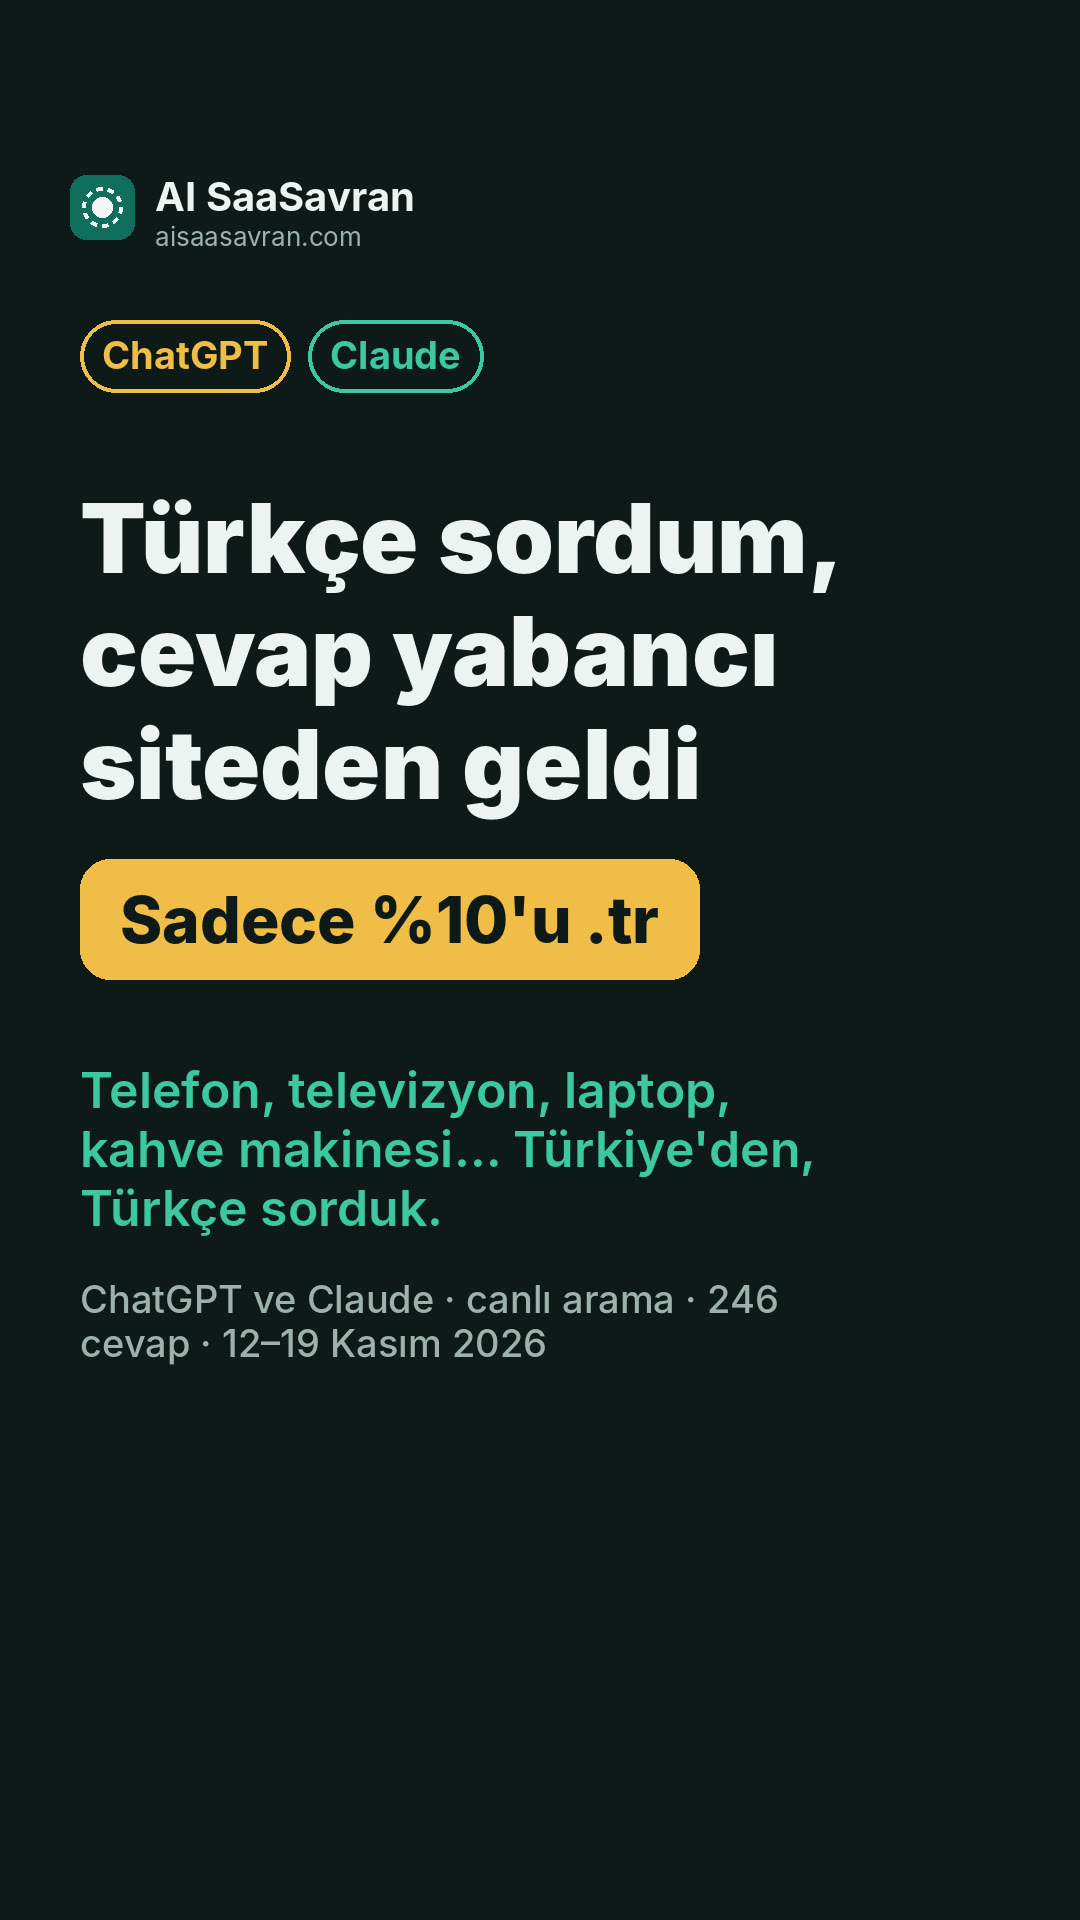 AI SaaSavran
aisaasavran.com
ChatGPT Claude
Türkçe sordum,
cevap yabancı
siteden geldi
Sadece %10'u .tr
Telefon, televizyon, laptop,
kahve makinesi... Türkiye'den,
Türkçe sorduk.
ChatGPT ve Claude · canlı arama · 246
cevap · 12–19 Kasım 2026